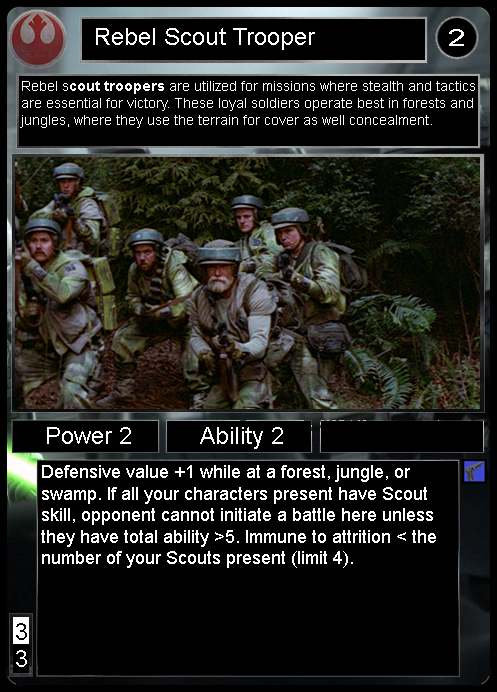 Rebel Scout Trooper
2
Rebel scout troopers are utilized for missions where stealth and tactics
are essential for victory. These loyal soldiers operate best in forests and
jungles, where they use the terrain for cover as well concealment.
Power 2
Ability 2
Defensive value +1 while at a forest, jungle, or
swamp. If all your characters present have Scout
skill, opponent cannot initiate a battle here unless
they have total ability >5. Immune to attrition < the
number of your Scouts present (limit 4).
3
3